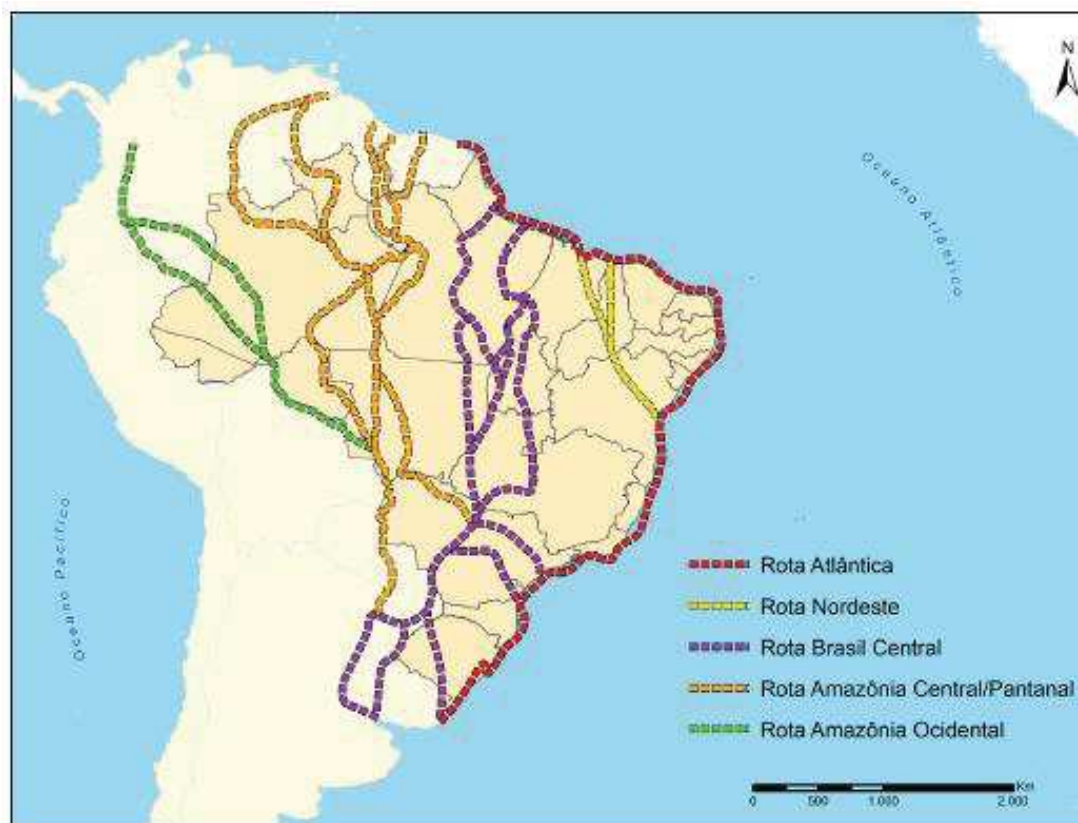 N
Oceano Atlântico
Oceano Pacífico
Rota Atlântica
Rota Nordeste
Rota Brasil Central
Rota Amazônia Central/Pantanal
Rota Amazônia Ocidental
Km
0 500 1.000 2.000